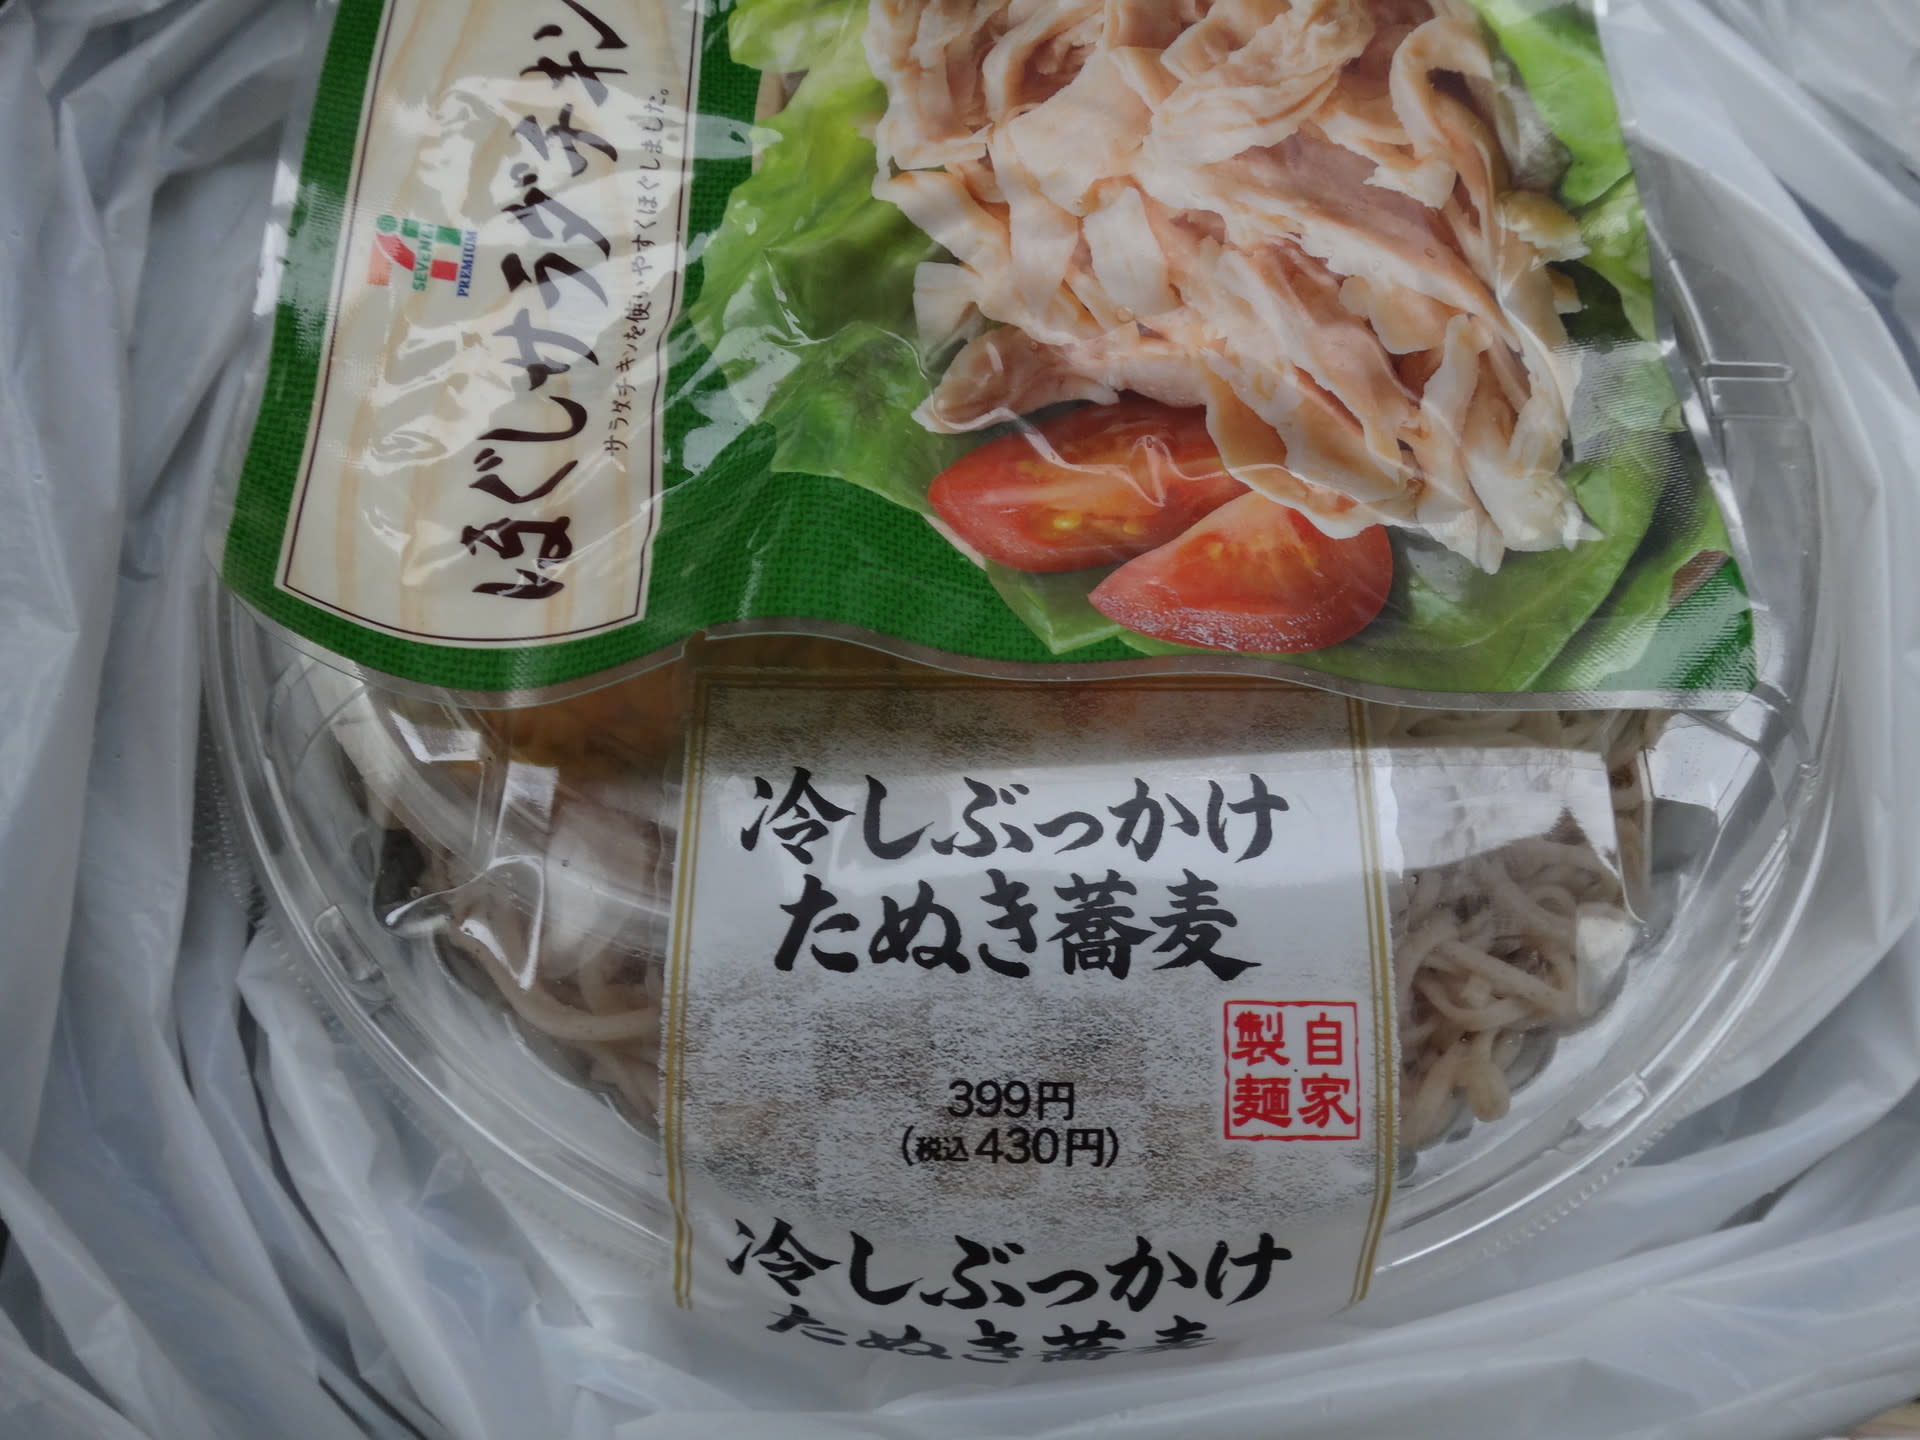 ほぐしサラダチキン
サラダチキンを使いやすくほぐしました。
SEVEN
PREMIUM
冷しぶっかけ
たぬき蕎麦
自家
製麺
399円
(税込430円)
冷しぶっかけ
たぬき蕎麦